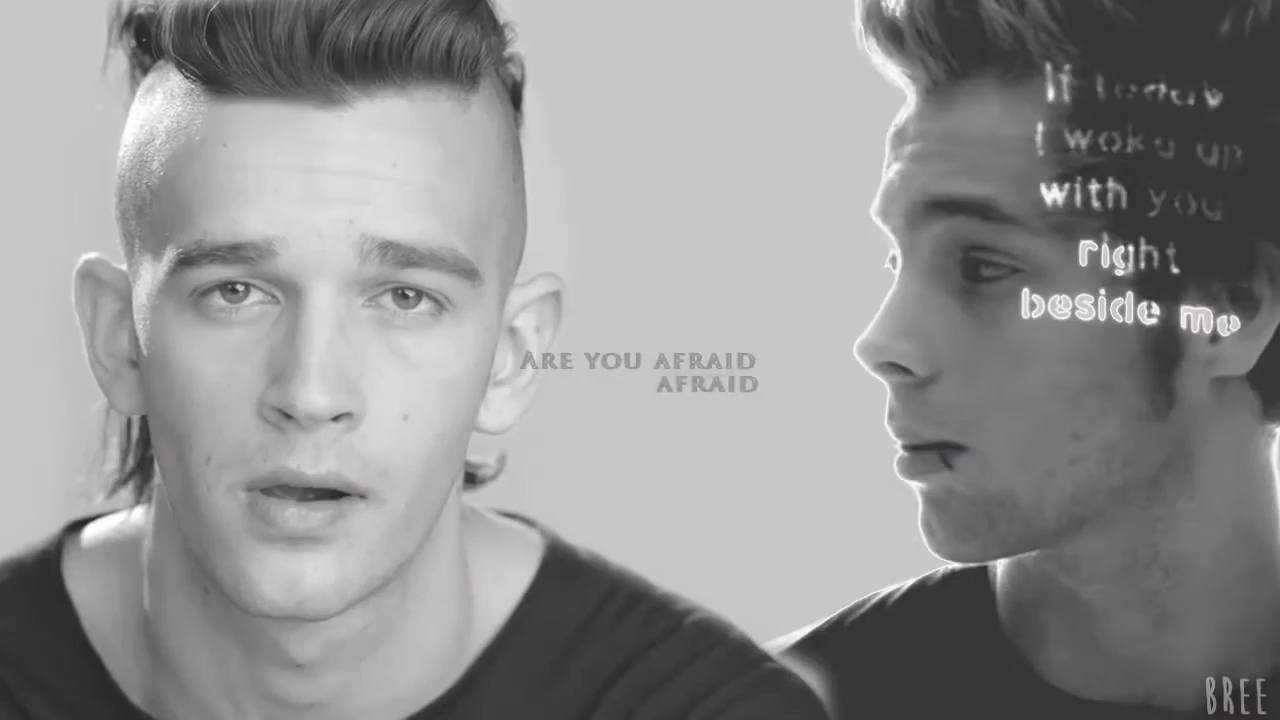 ARE YOU AFRAID
AFRAID
If today
I woke up
with you
right
beside me
BREE